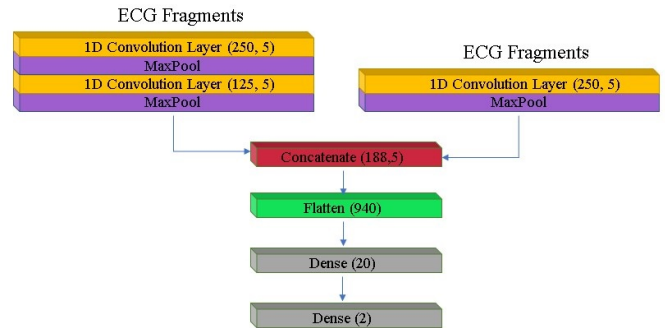 ECG Fragments
1D Convolution Layer (250, 5)
MaxPool
1D Convolution Layer (125, 5)
MaxPool
ECG Fragments
1D Convolution Layer (250, 5)
MaxPool
Concatenate (188,5)
Flatten (940)
Dense (20)
Dense (2)